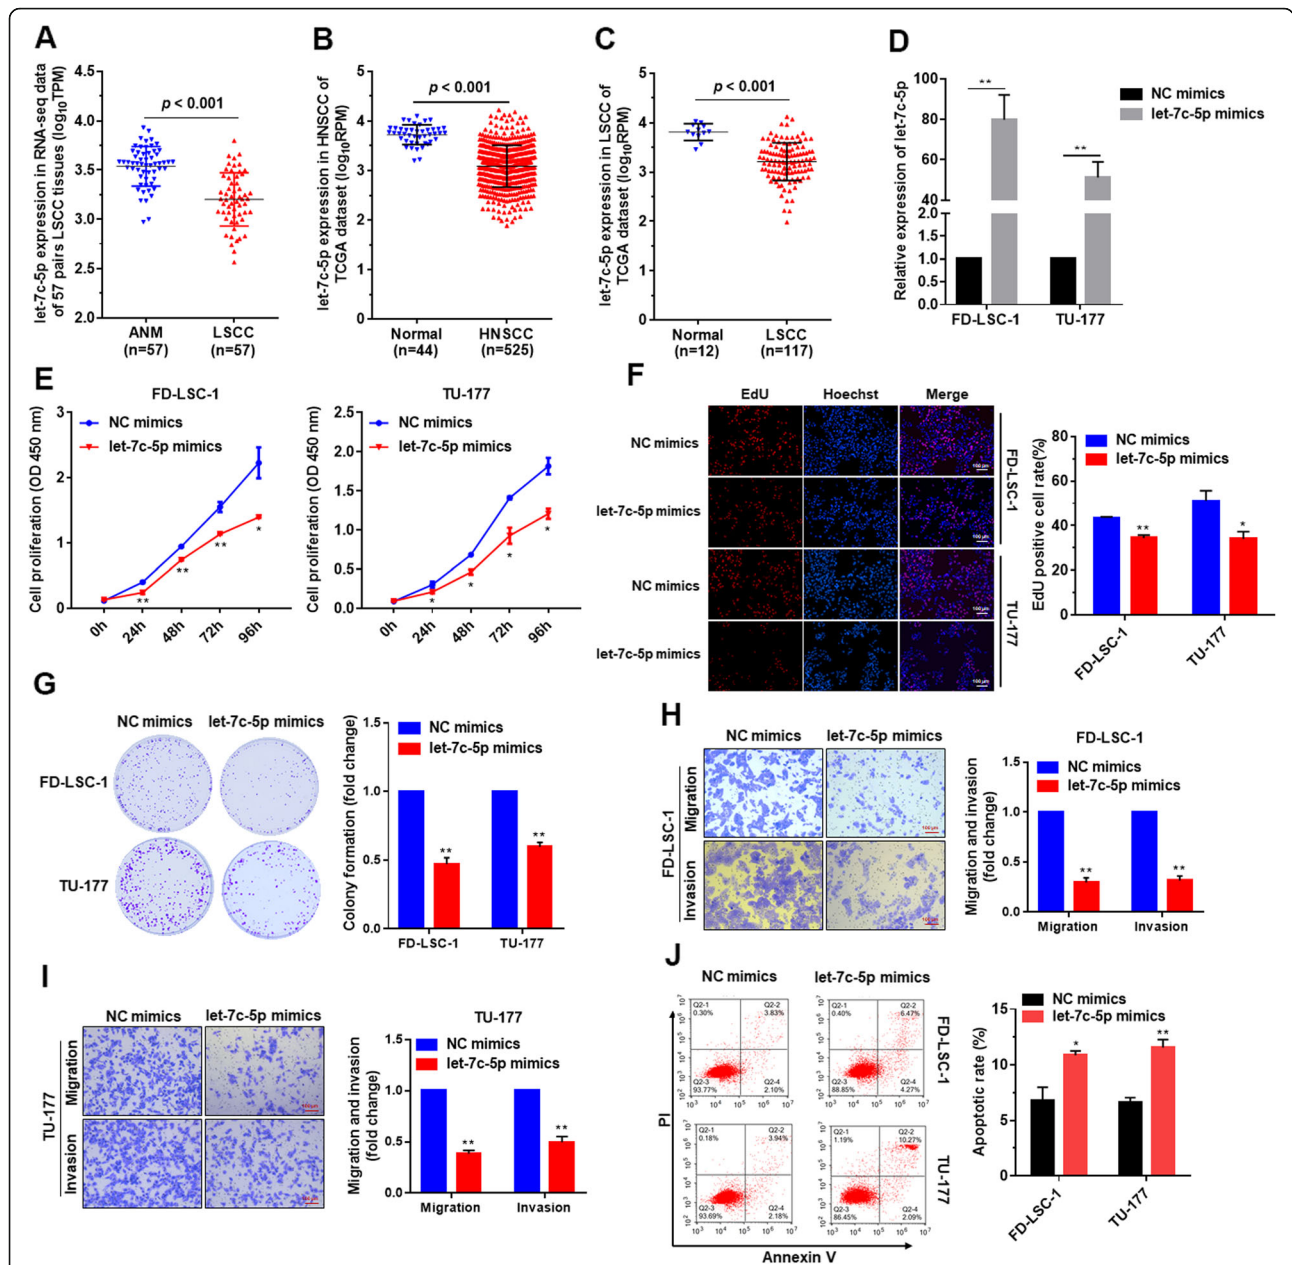 A
let-7c-5p expression in RNA-seq data
of 57 pairs LSCC tissues (log10TPM)
4.5
4.0
3.5
3.0
3.5
2.0
p < 0.001
ANM
(n=57)
LSCC
(n=57)
B
let-7c-5p expression in HNSCC of
TCGA dataset (log10RPM)
5
4
3
2
1
0
p < 0.001
Normal
(n=44)
HNSCC
(n=525)
C
let-7c-5p expression in LSCC of
TCGA dataset (log10RPM)
5
4
3
2
1
0
p < 0.001
Normal
(n=12)
LSCC
(n=117)
D
Relative expression of let-7c-5p
100
80
60
40
2.0
1.5
1.0
0.5
0.0
**
**
NC mimics
let-7c-5p mimics
FD-LSC-1
TU-177
E
FD-LSC-1
Cell proliferation (OD 450 nm)
3
2
1
0
NC mimics
let-7c-5p mimics
**
**
**
*
0h
24h
48h
72h
96h
TU-177
Cell proliferation (OD 450 nm)
2.5
2.0
1.5
1.0
0.5
0.0
NC mimics
let-7c-5p mimics
*
*
*
*
0h
24h
48h
72h
96h
F
EdU
Hoechst
Merge
NC mimics
let-7c-5p mimics
NC mimics
let-7c-5p mimics
100 µm
100 µm
100 µm
100 µm
FD-LSC-1
TU-177
EdU positive cell rate(%)
80
60
40
20
0
NC mimics
let-7c-5p mimics
**
*
FD-LSC-1
TU-177
G
NC mimics
let-7c-5p mimics
FD-LSC-1
TU-177
Colony formation (fold change)
1.5
1.0
0.5
0.0
NC mimics
let-7c-5p mimics
**
**
FD-LSC-1
TU-177
H
NC mimics
let-7c-5p mimics
FD-LSC-1
Migration
Invasion
100 µm
100 µm
FD-LSC-1
Migration and invasion
(fold change)
1.5
1.0
0.5
0.0
NC mimics
let-7c-5p mimics
**
**
Migration
Invasion
I
NC mimics
let-7c-5p mimics
TU-177
Migration
Invasion
100 µm
100 µm
TU-177
Migration and invasion
(fold change)
1.5
1.0
0.5
0.0
NC mimics
let-7c-5p mimics
**
**
Migration
Invasion
J
NC mimics
let-7c-5p mimics
PI
Annexin V
FD-LSC-1
TU-177
Q2-1
0.30%
Q2-2
3.83%
Q2-3
93.77%
Q2-4
2.10%
Q2-1
0.40%
Q2-2
6.47%
Q2-3
88.85%
Q2-4
4.27%
Q2-1
0.18%
Q2-2
3.94%
Q2-3
93.69%
Q2-4
2.18%
Q2-1
1.19%
Q2-2
10.27%
Q2-3
86.45%
Q2-4
2.09%
Apoptotic rate (%)
15
10
5
0
NC mimics
let-7c-5p mimics
*
**
FD-LSC-1
TU-177